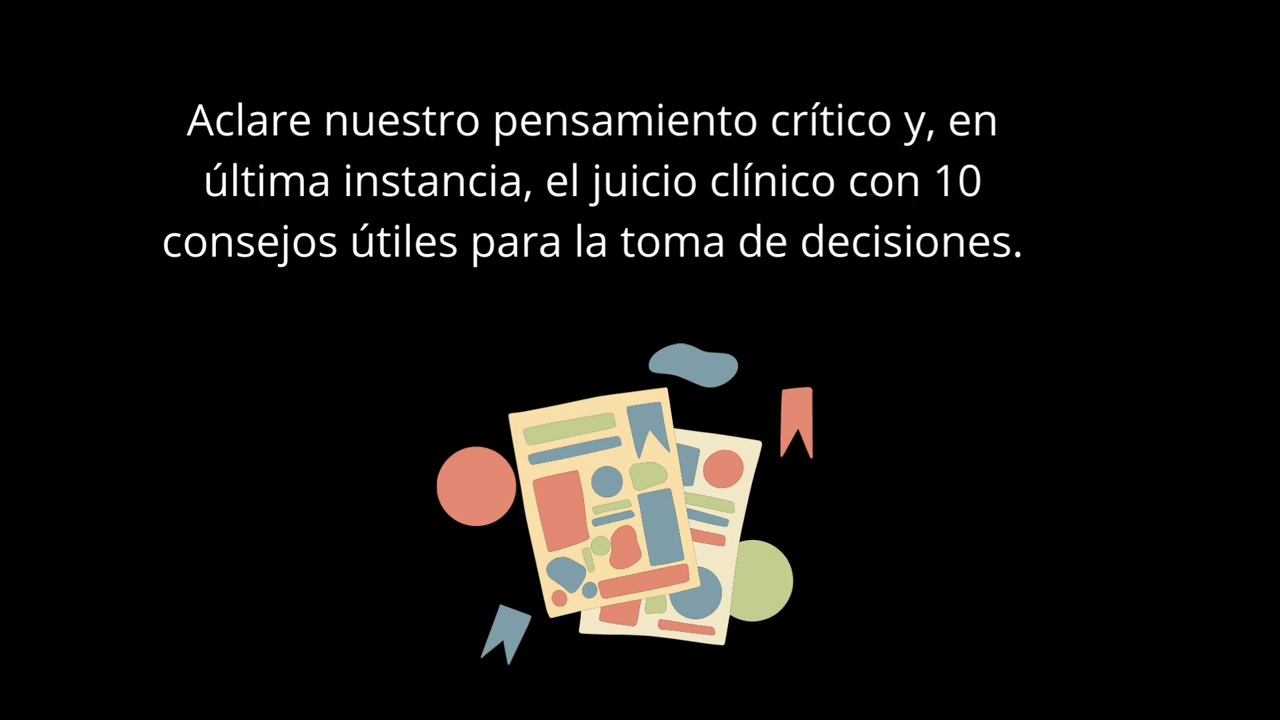 Aclare nuestro pensamiento crítico y, en
última instancia, el juicio clínico con 10
consejos útiles para la toma de decisiones.